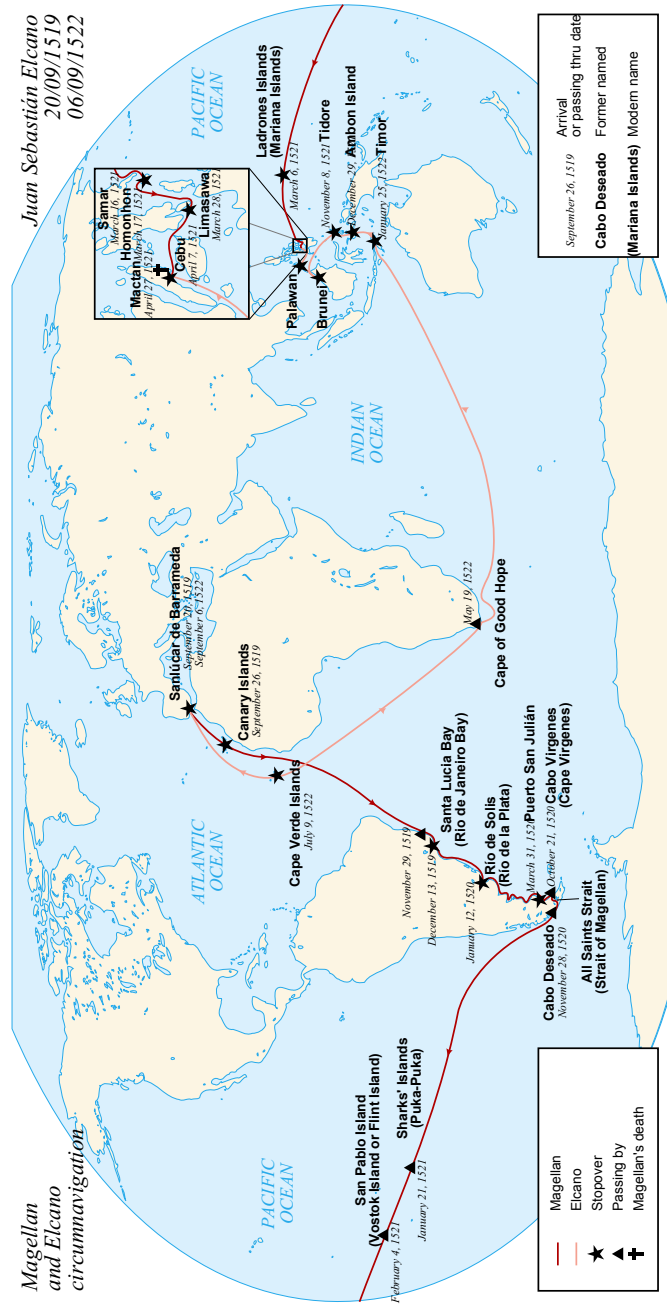 Magellan
and Elcano
circumnavigation
Juan Sebastián Elcano
20/09/1519
06/09/1522
PACIFIC
OCEAN
ATLANTIC
OCEAN
INDIAN
OCEAN
PACIFIC
OCEAN
Sanlúcar de Barrameda
September 20, 1519
September 6, 1522
Canary Islands
September 26, 1519
Cape Verde Islands
July 9, 1522
November 29, 1519
December 13, 1519
Santa Lucia Bay
(Rio de Janeiro Bay)
January 12, 1520
Rio de Solis
(Rio de la Plata)
March 31, 1520
Puerto San Julián
October 21, 1520
Cabo Virgenes
(Cape Virgenes)
All Saints Strait
(Strait of Magellan)
Cabo Deseado
November 28, 1520
Sharks' Islands
(Puka-Puka)
January 21, 1521
San Pablo Island
(Vostok Island or Flint Island)
February 4, 1521
Ladrones Islands
(Mariana Islands)
March 6, 1521
Samar
March 16, 1521
Homonhon
March 17, 1521
Limasawa
March 28, 1521
Cebu
April 7, 1521
Mactan
April 27, 1521
Palawan
Brunei
November 8, 1521
Tidore
December 29,
Ambon Island
January 25, 1522
Timor
May 19, 1522
Cape of Good Hope
Magellan
Elcano
Stopover
Passing by
Magellan's death
September 26, 1519
Arrival
or passing thru date
Cabo Deseado
Former named
(Mariana Islands)
Modern name